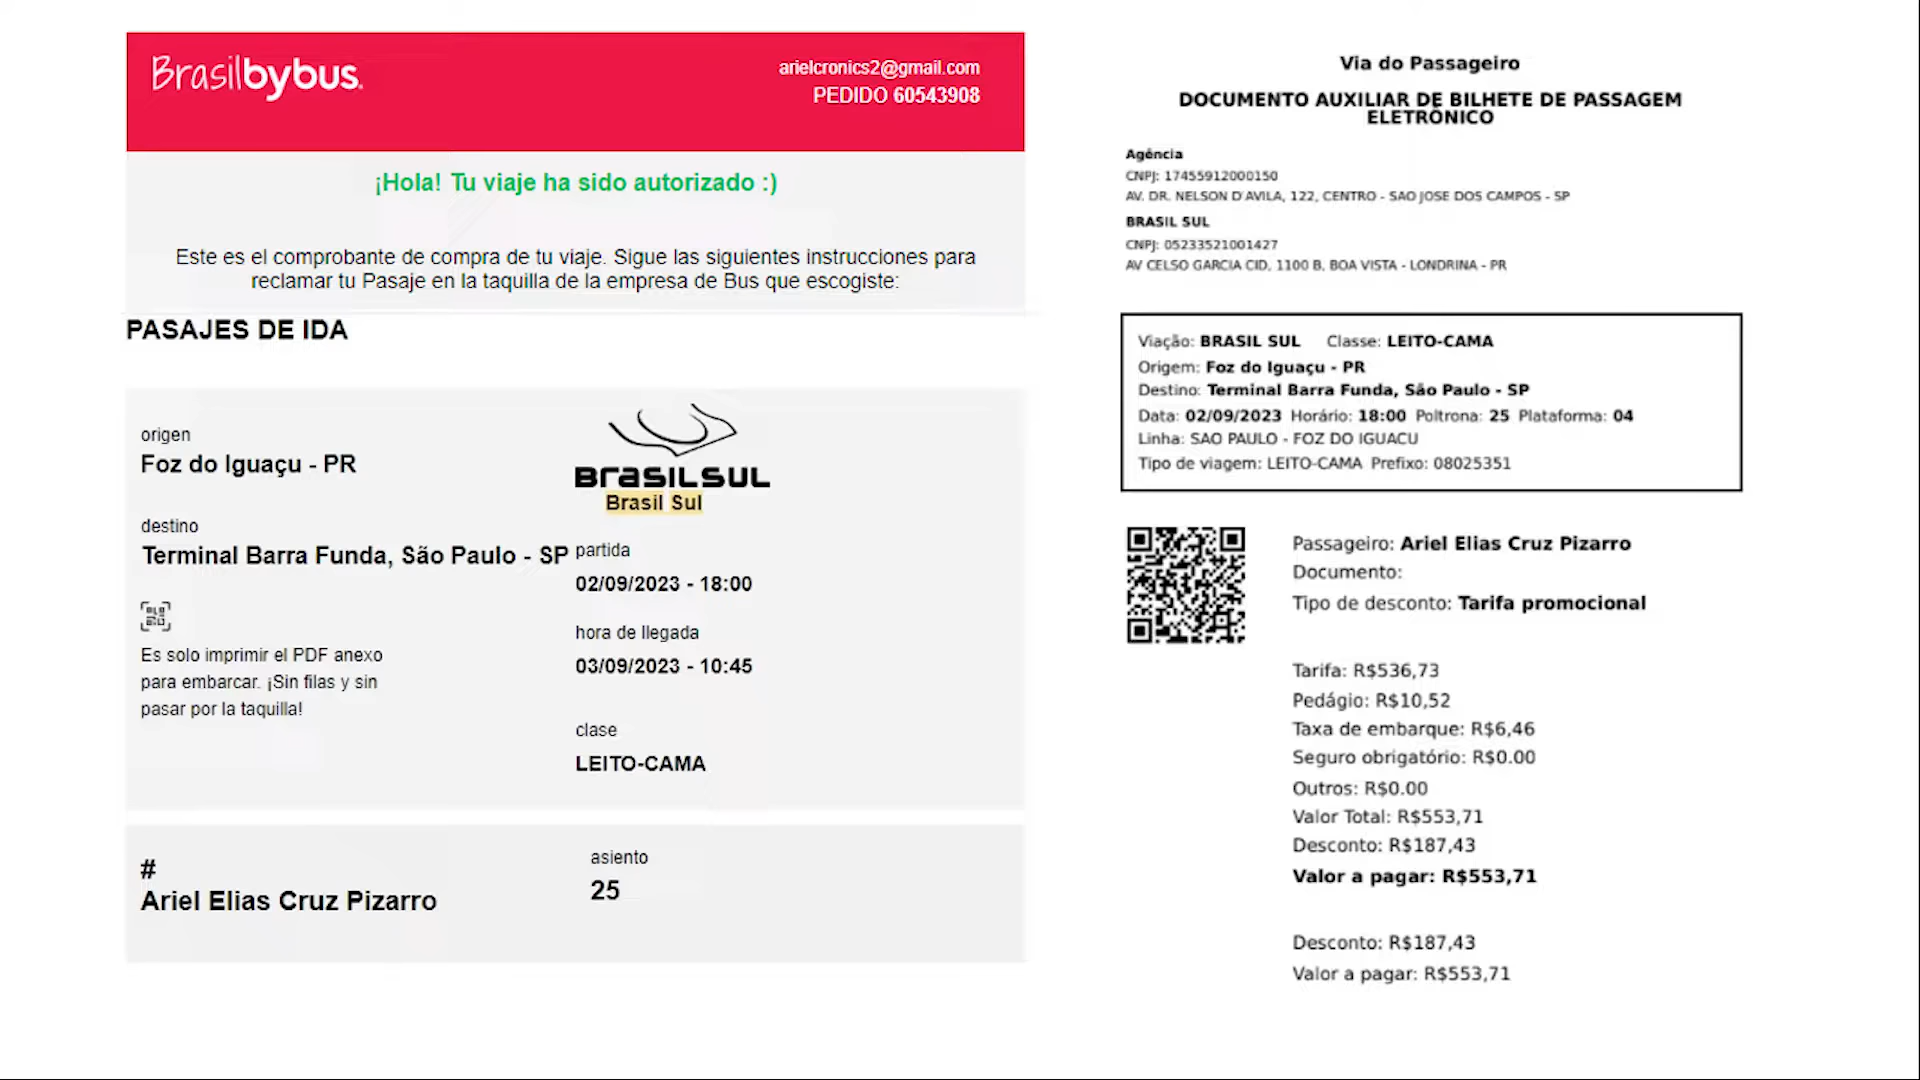 Brasilbybus.
arielcronics2@gmail.com
PEDIDO 60543908
¡Hola! Tu viaje ha sido autorizado :)
Este es el comprobante de compra de tu viaje. Sigue las siguientes instrucciones para
reclamar tu Pasaje en la taquilla de la empresa de Bus que escogiste:
PASAJES DE IDA
origen
Foz do Iguaçu - PR
destino
Terminal Barra Funda, São Paulo - SP
Es solo imprimir el PDF anexo
para embarcar. ¡Sin filas y sin
pasar por la taquilla!
BRASILSUL
Brasil Sul
partida
02/09/2023 - 18:00
hora de llegada
03/09/2023 - 10:45
clase
LEITO-CAMA
#
Ariel Elias Cruz Pizarro
asiento
25
Via do Passageiro
DOCUMENTO AUXILIAR DE BILHETE DE PASSAGEM
ELETRÔNICO
Agência
CNPJ: 17455912000150
AV. DR. NELSON D'AVILA, 122, CENTRO - SAO JOSE DOS CAMPOS - SP
BRASIL SUL
CNPJ: 05233521001427
AV CELSO GARCIA CID, 1100 B, BOA VISTA - LONDRINA - PR
Viação: BRASIL SUL Classe: LEITO-CAMA
Origem: Foz do Iguaçu - PR
Destino: Terminal Barra Funda, São Paulo - SP
Data: 02/09/2023 Horário: 18:00 Poltrona: 25 Plataforma: 04
Linha: SAO PAULO - FOZ DO IGUACU
Tipo de viagem: LEITO-CAMA Prefixo: 08025351
Passageiro: Ariel Elias Cruz Pizarro
Documento:
Tipo de desconto: Tarifa promocional
Tarifa: R$536,73
Pedágio: R$10,52
Taxa de embarque: R$6,46
Seguro obrigatório: R$0.00
Outros: R$0.00
Valor Total: R$553,71
Desconto: R$187,43
Valor a pagar: R$553,71
Desconto: R$187,43
Valor a pagar: R$553,71